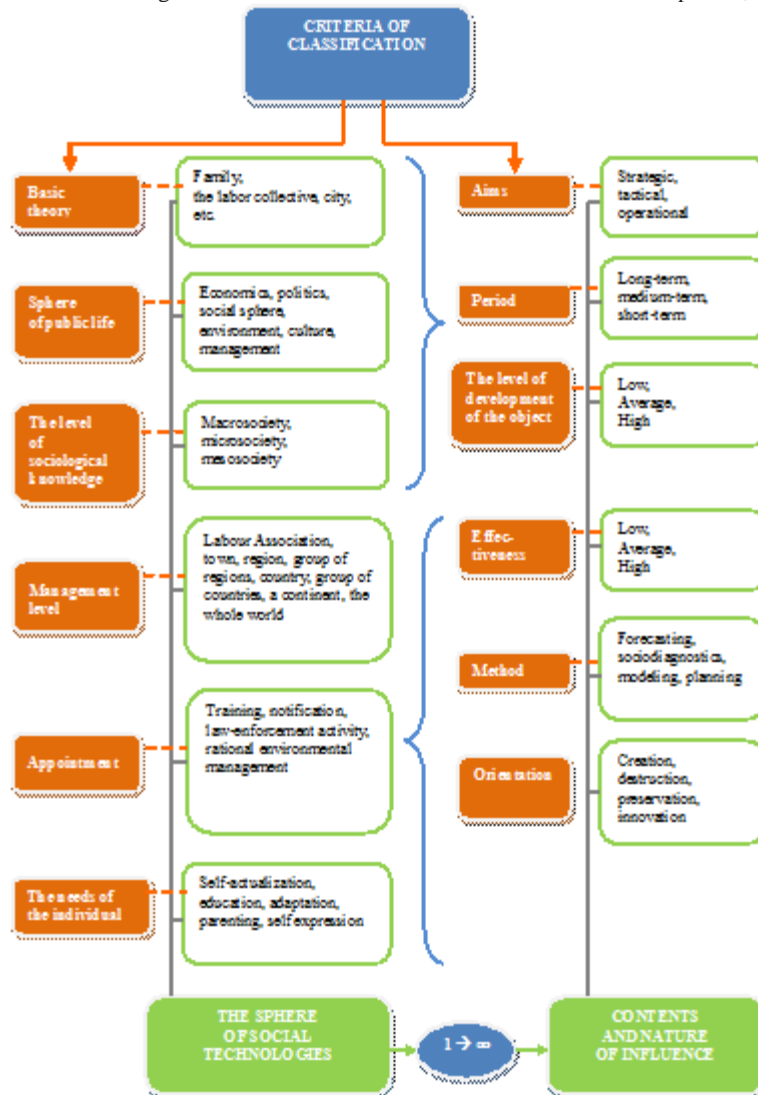 CRITERIA OF
CLASSIFICATION
Basic
theory
Family,
the labor collective, city,
etc.
Sphere
of public life
Economics, politics,
social sphere,
environment, culture,
management
The level
of
sociological
knowledge
Macrosociety,
microsociety,
mesosociety
Management
level
Labour Association,
town, region, group of
regions, country, group of
countries, a continent, the
whole world
Appointment
Training, notification,
law-enforcement activity,
rational environmental
management
The needs of
the individual
Self-actualization,
education, adaptation,
parenting, self expression
THE SPHERE
OF SOCIAL
TECHNOLOGIES
1 → ∞
Aims
Strategic,
tactical,
operational
Period
Long-term,
medium-term,
short-term
The level of
development
of the object
Low,
Average,
High
Effec-
tiveness
Low,
Average,
High
Method
Forecasting,
sociodiagnostics,
modeling, planning
Orientation
Creation,
destruction,
preservation,
innovation
CONTENTS
AND NATURE
OF INFLUENCE